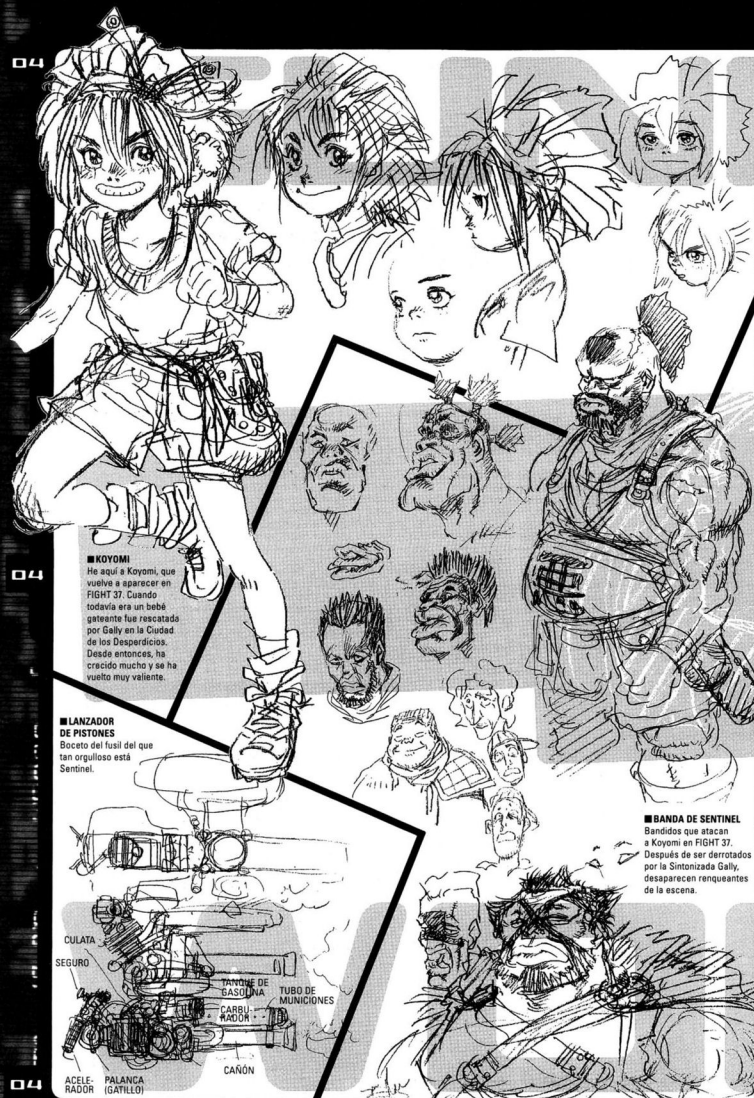 04
■KOYOMI
He aquí a Koyomi, que
vuelve a aparecer en
FIGHT 37. Cuando
todavía era un bebé
gateante fue rescatada
por Gally en la Ciudad
de los Desperdicios.
Desde entonces, ha
crecido mucho y se ha
vuelto muy valiente.
04
■LANZADOR
DE PISTONES
Boceto del fusil del que
tan orgulloso está
Sentinel.
■BANDA DE SENTINEL
Bandidos que atacan
a Koyomi en FIGHT 37.
Después de ser derrotados
por la Sintonizada Gally,
desaparecen renqueantes
de la escena.
CULATA
SEGURO
TANQUE DE
GASOLINA
TUBO DE
MUNICIONES
CARBU-
RADOR
CAÑÓN
ACELE-
RADOR
PALANCA
(GATILLO)
04